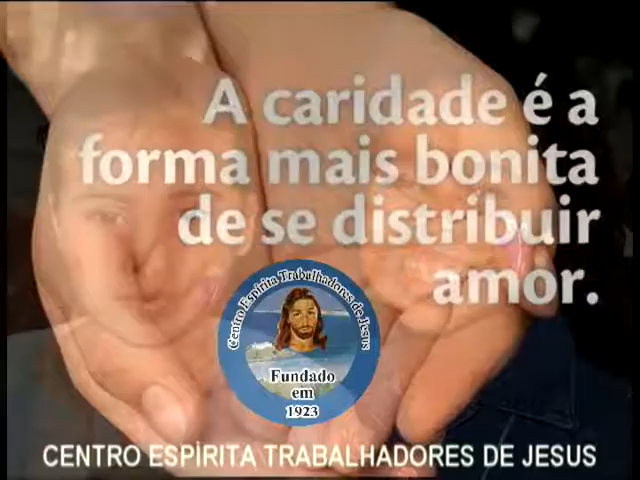 A caridade é a
forma mais bonita
de se distribuir
amor.
Centro Espírita Trabalhadores de Jesus
Fundado
em
1923
CENTRO ESPÍRITA TRABALHADORES DE JESUS